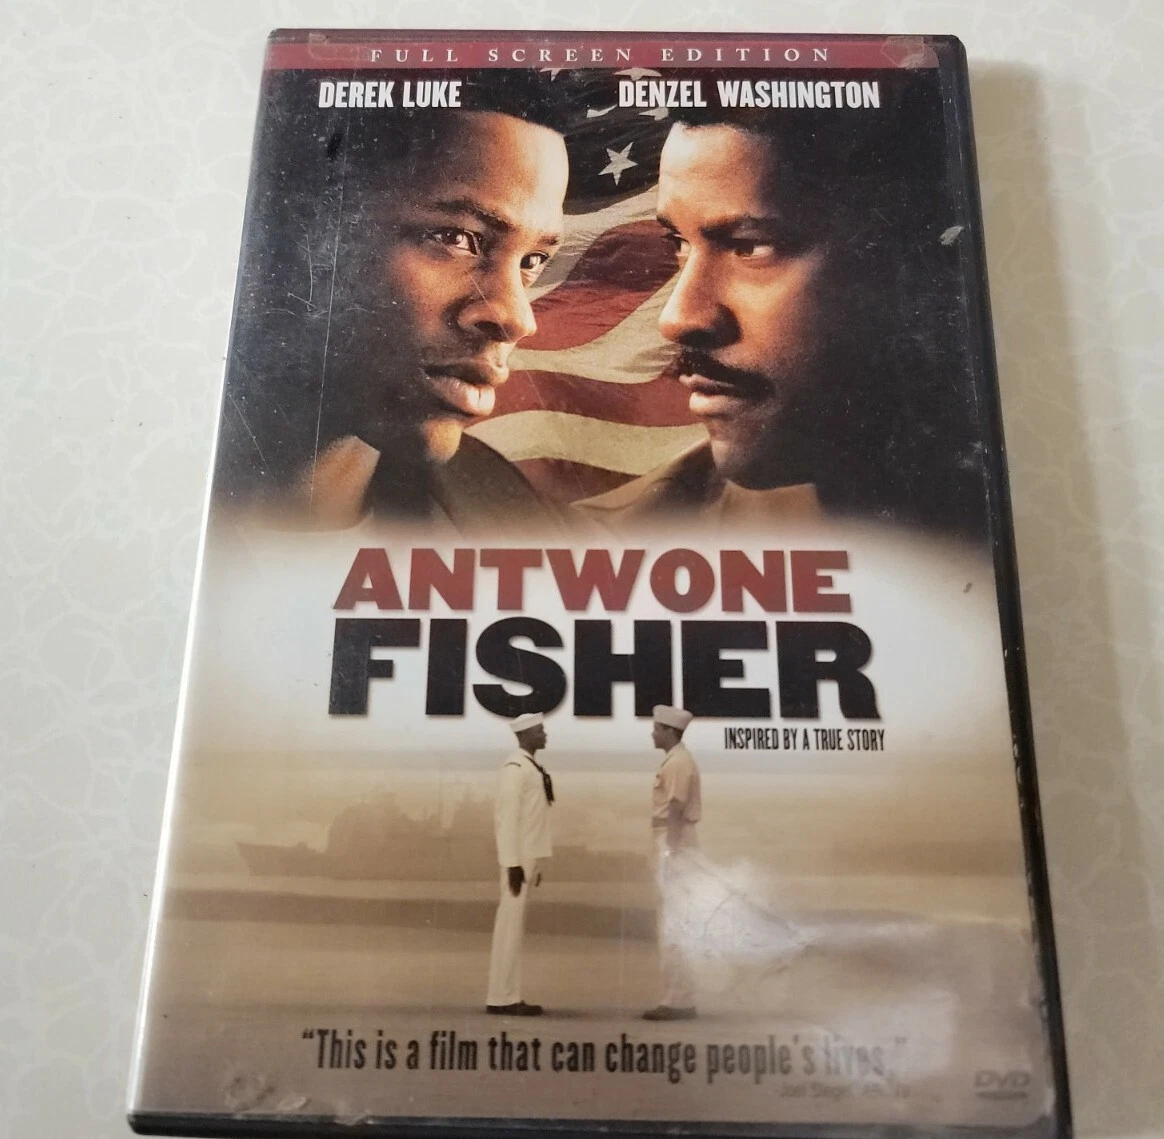 FULL SCREEN EDITION
DEREK LUKE DENZEL WASHINGTON
ANTWONE
FISHER
INSPIRED BY A TRUE STORY
"This is a film that can change people's lives."
DVD